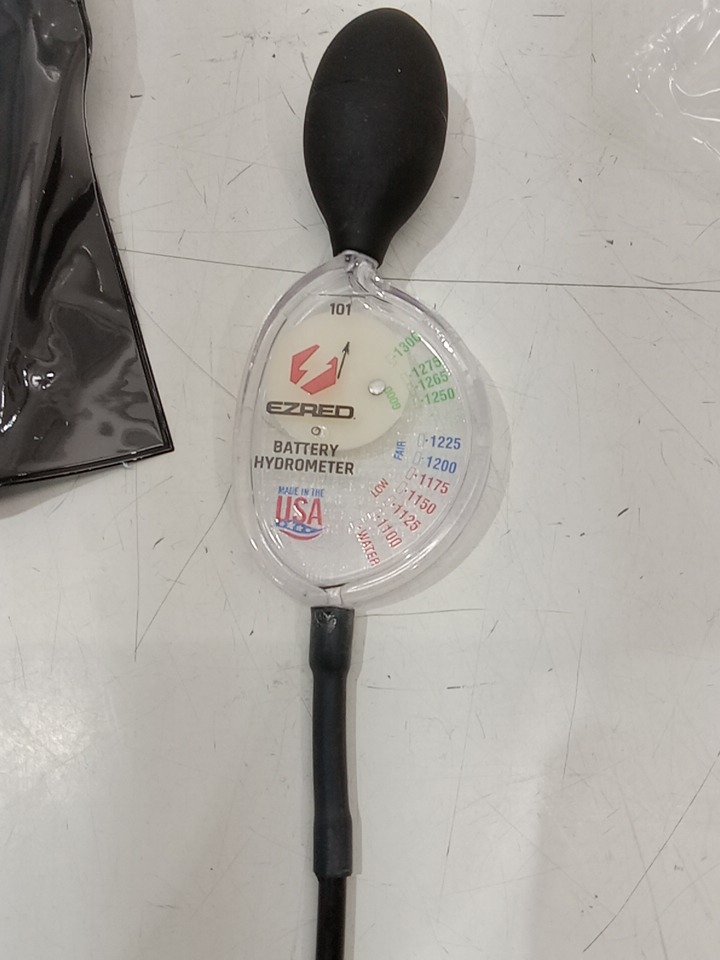 101
EZRED
BATTERY
HYDROMETER
MADE IN THE
USA
1300
1275
1265
1250
GOOD
1225
FAIR
1200
1175
LOW
1150
1125
1100
WATER